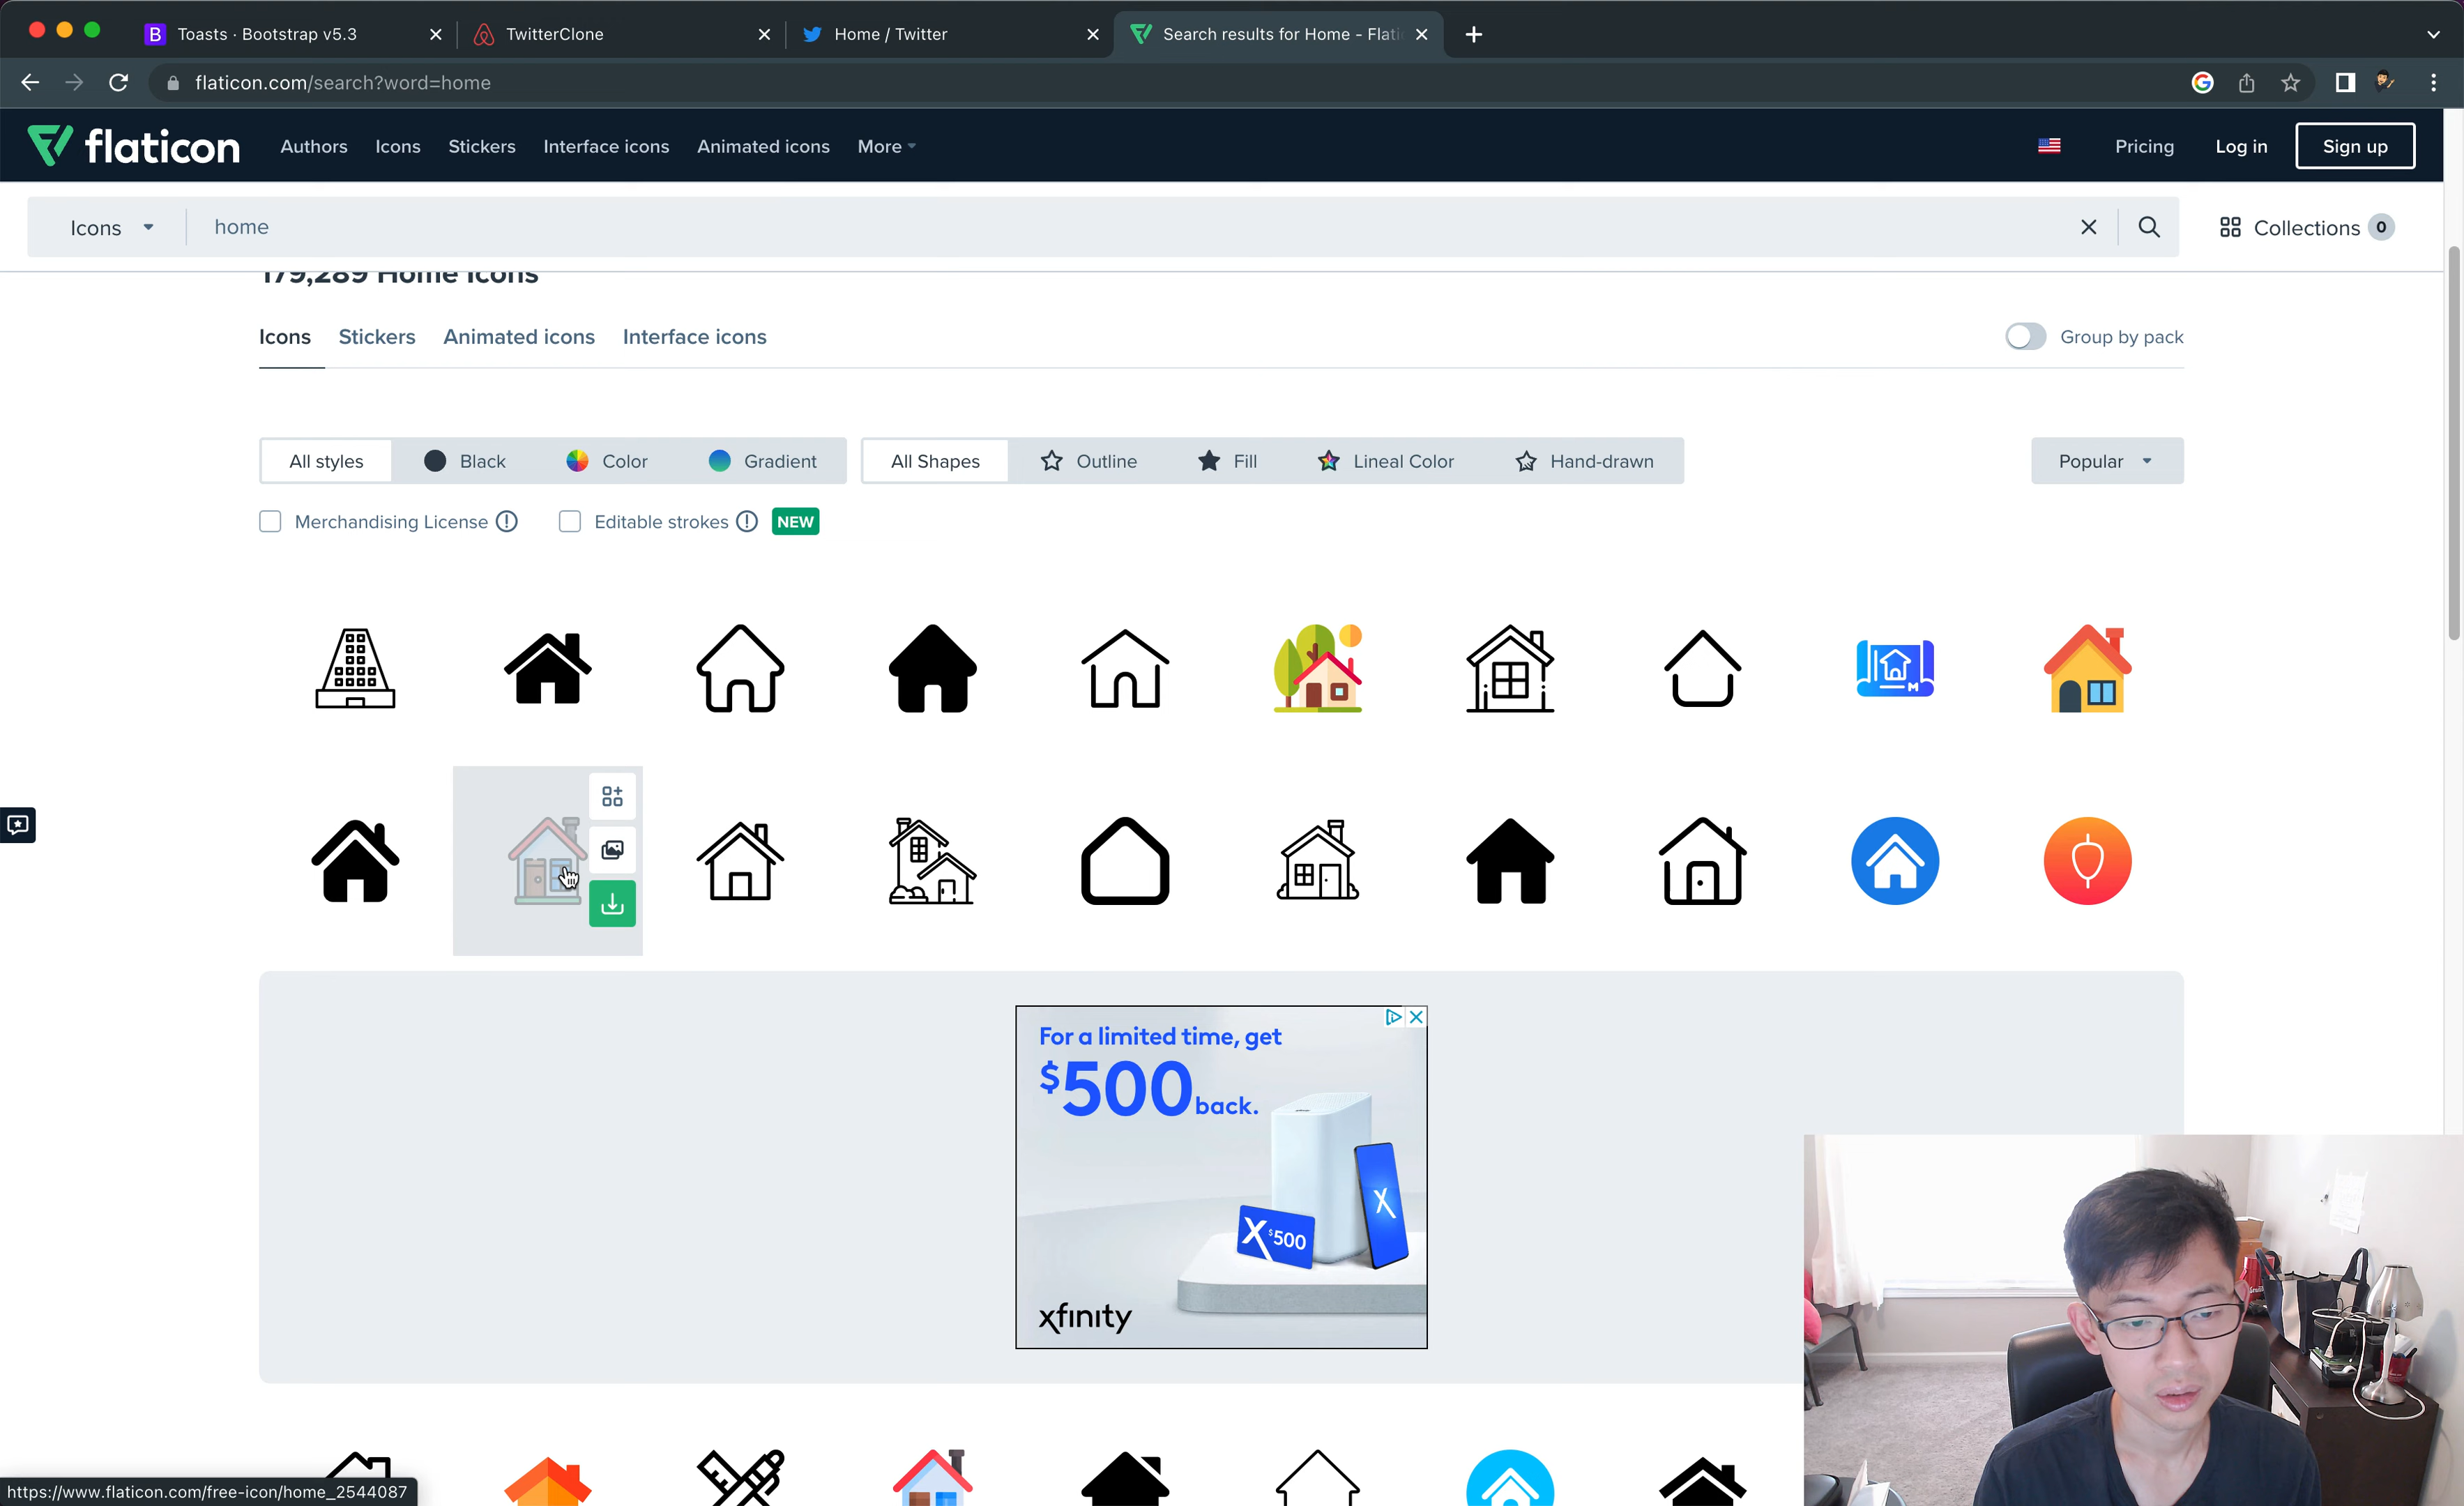 Toasts · Bootstrap v5.3
TwitterClone
Home / Twitter
Search results for Home - Flati
flaticon.com/search?word=home
flaticon
Authors
Icons
Stickers
Interface icons
Animated icons
More
Pricing
Log in
Sign up
Icons
home
Collections
0
179,289 Home Icons
Icons
Stickers
Animated icons
Interface icons
Group by pack
All styles
Black
Color
Gradient
All Shapes
Outline
Fill
Lineal Color
Hand-drawn
Popular
Merchandising License
Editable strokes
NEW
M
For a limited time, get
$500 back.
X
X $500
xfinity
https://www.flaticon.com/free-icon/home_2544087